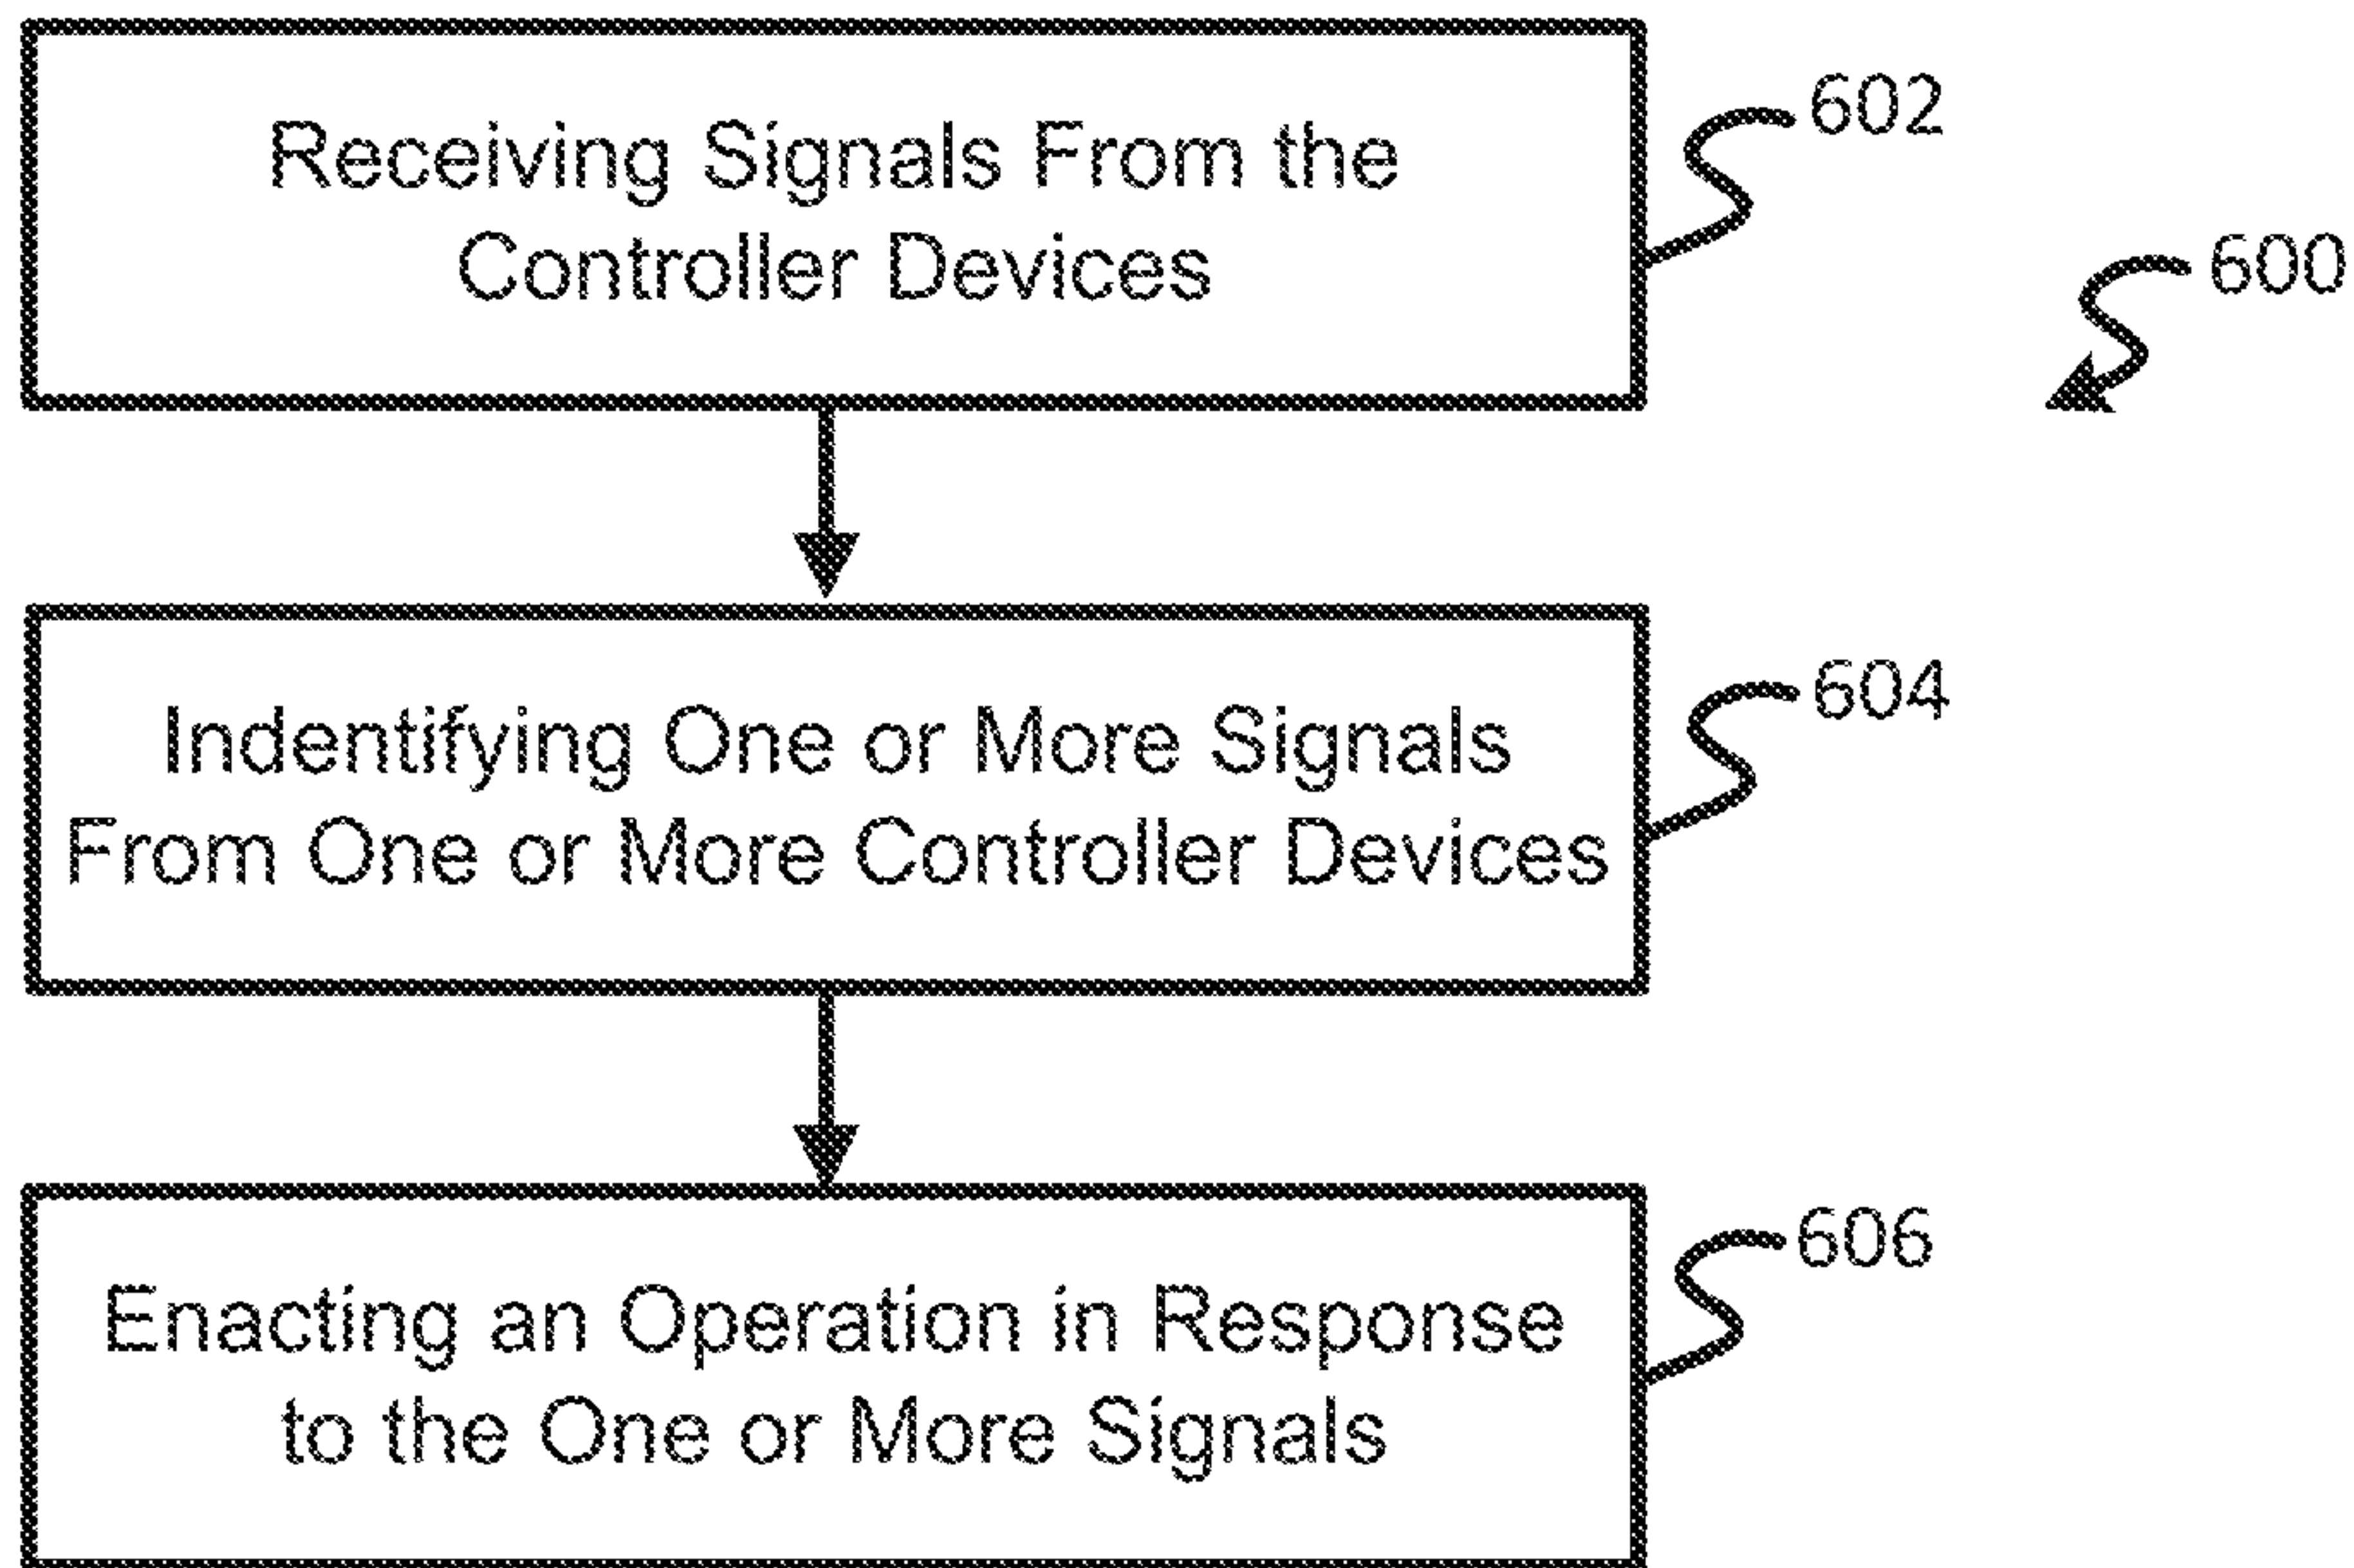 Receiving Signals From the
Controller Devices
602
600
Indentifying One or More Signals
From One or More Controller Devices
604
Enacting an Operation in Response
to the One or More Signals
606